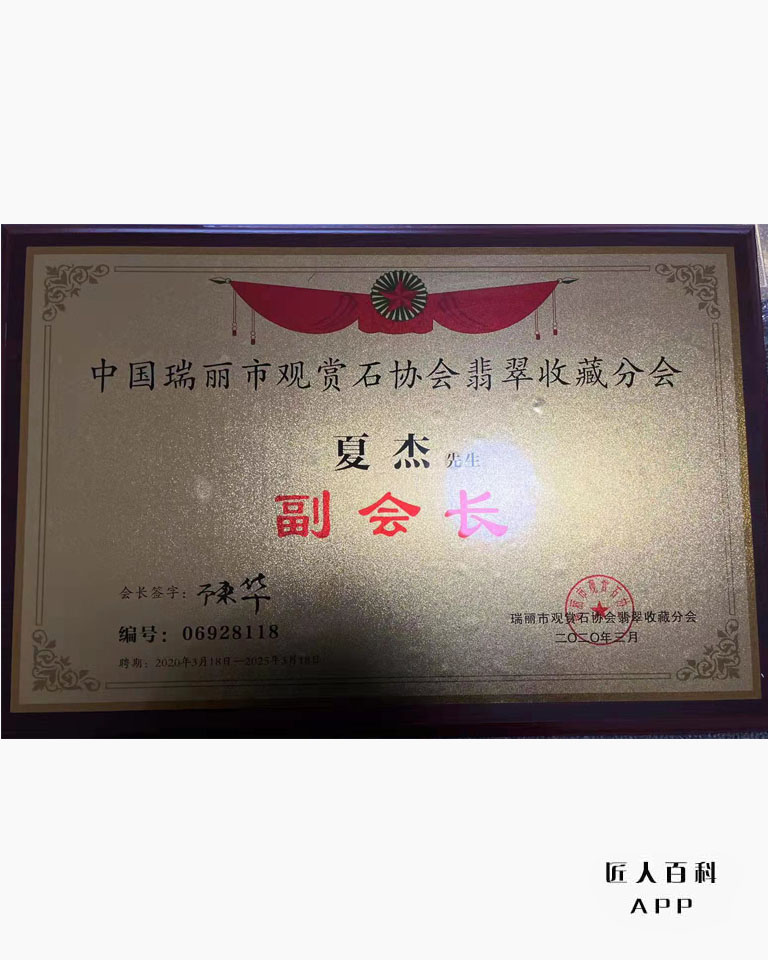 中国瑞丽市观赏石协会翡翠收藏分会
夏杰 先生
副会长
会长签字：
编号：06928118
聘期：2020年3月18日—2025年3月18日
瑞丽市观赏石协会翡翠收藏分会
二〇二〇年三月
匠人百科
APP